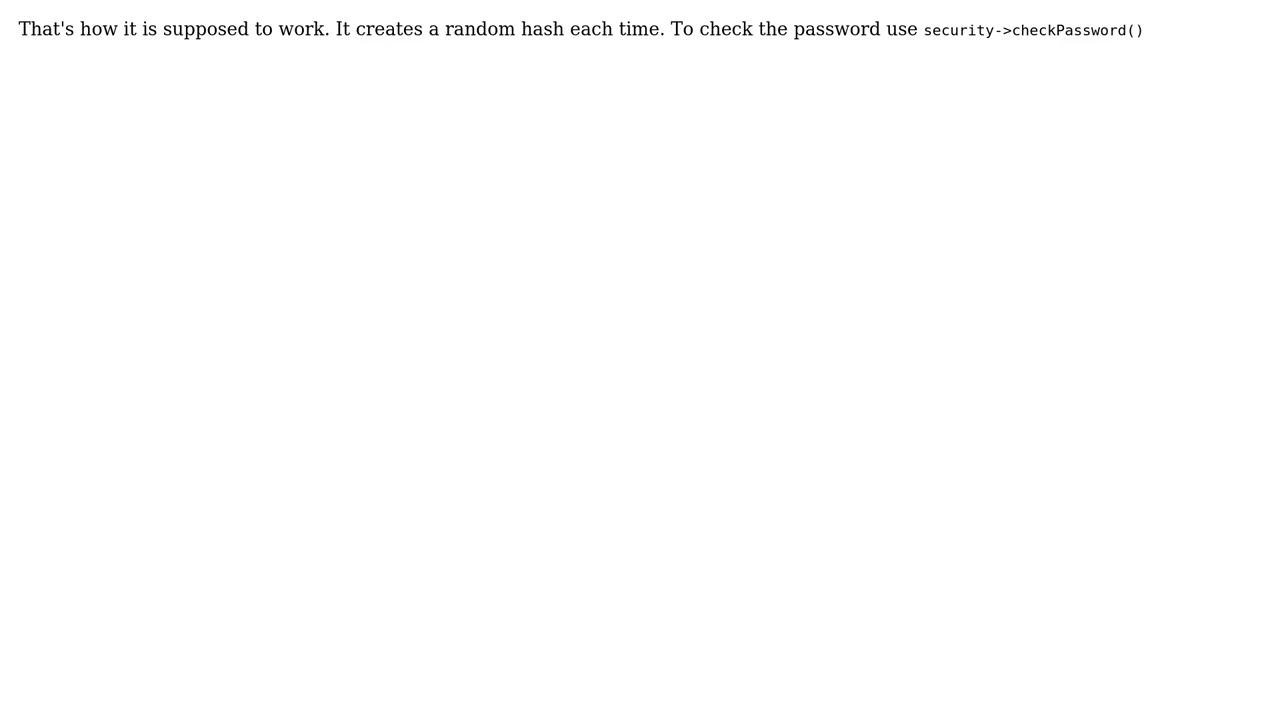 That's how it is supposed to work. It creates a random hash each time. To check the password use security->checkPassword()